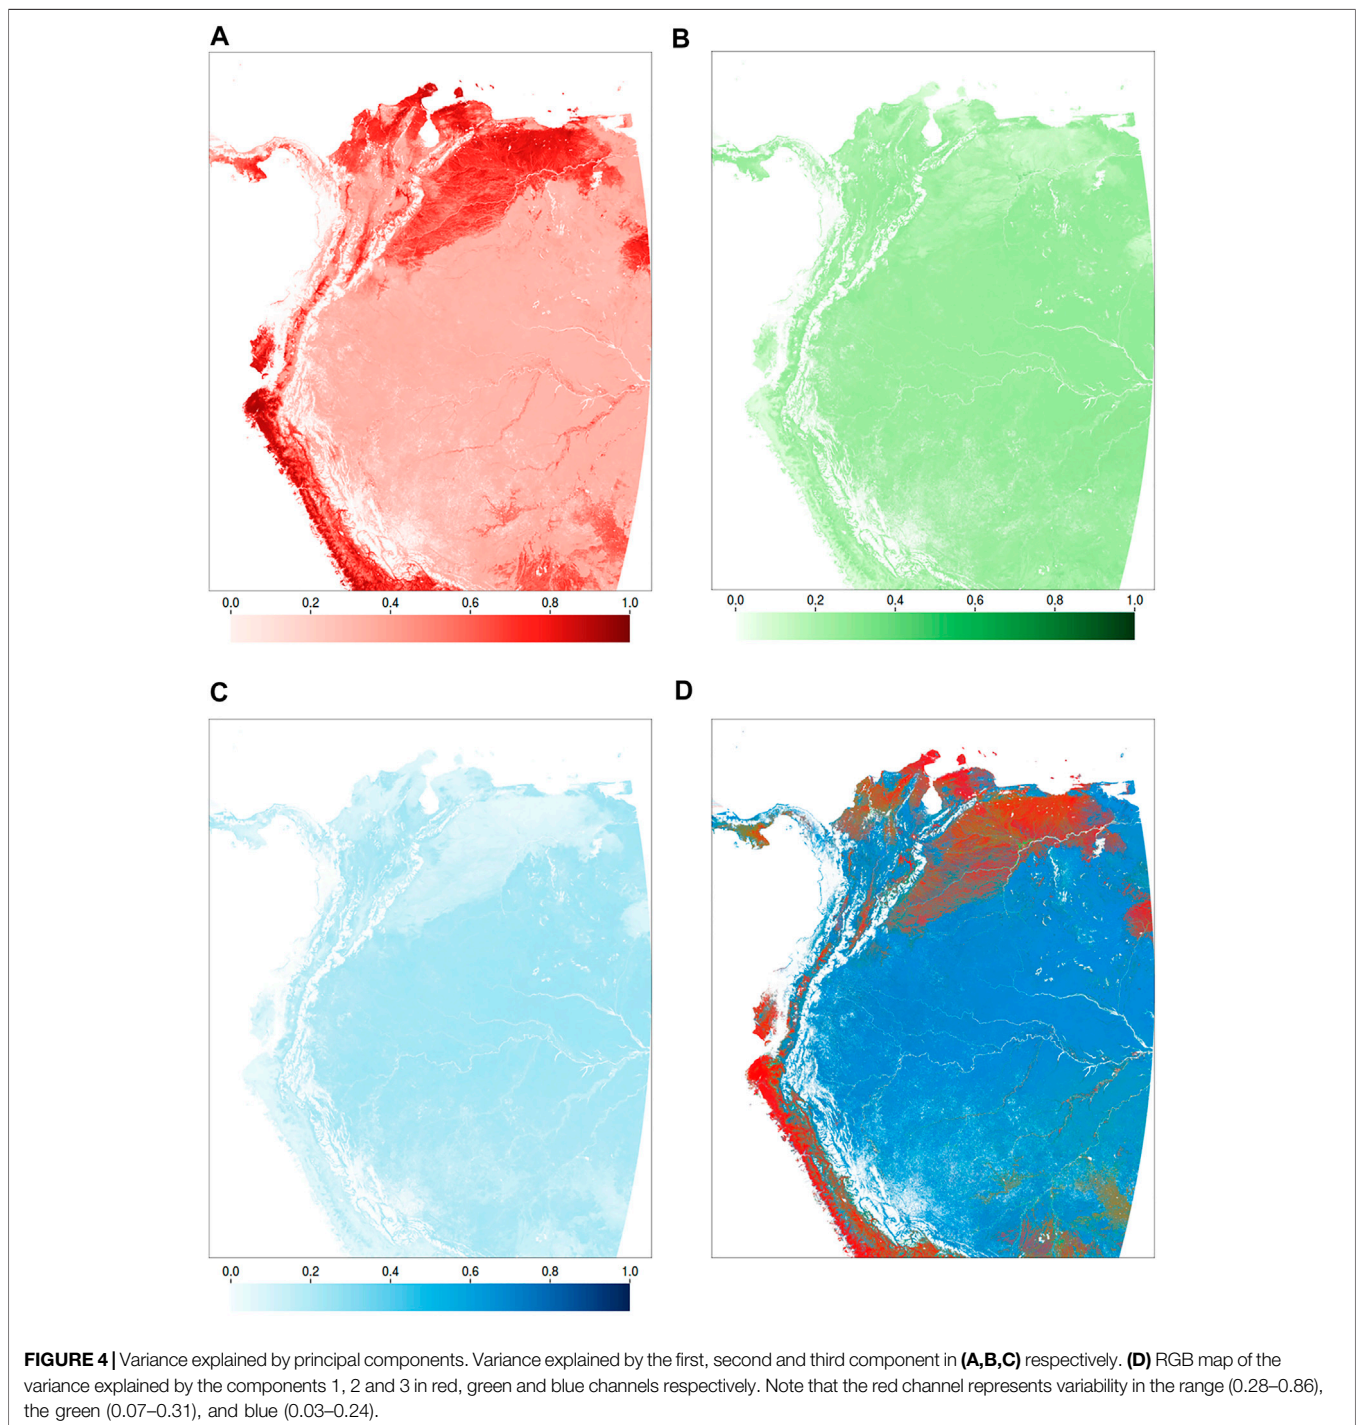 A
B
0.0 0.2 0.4 0.6 0.8 1.0
0.0 0.2 0.4 0.6 0.8 1.0
C
D
0.0 0.2 0.4 0.6 0.8 1.0
FIGURE 4 | Variance explained by principal components. Variance explained by the first, second and third component in (A,B,C) respectively. (D) RGB map of the
variance explained by the components 1, 2 and 3 in red, green and blue channels respectively. Note that the red channel represents variability in the range (0.28–0.86),
the green (0.07–0.31), and blue (0.03–0.24).